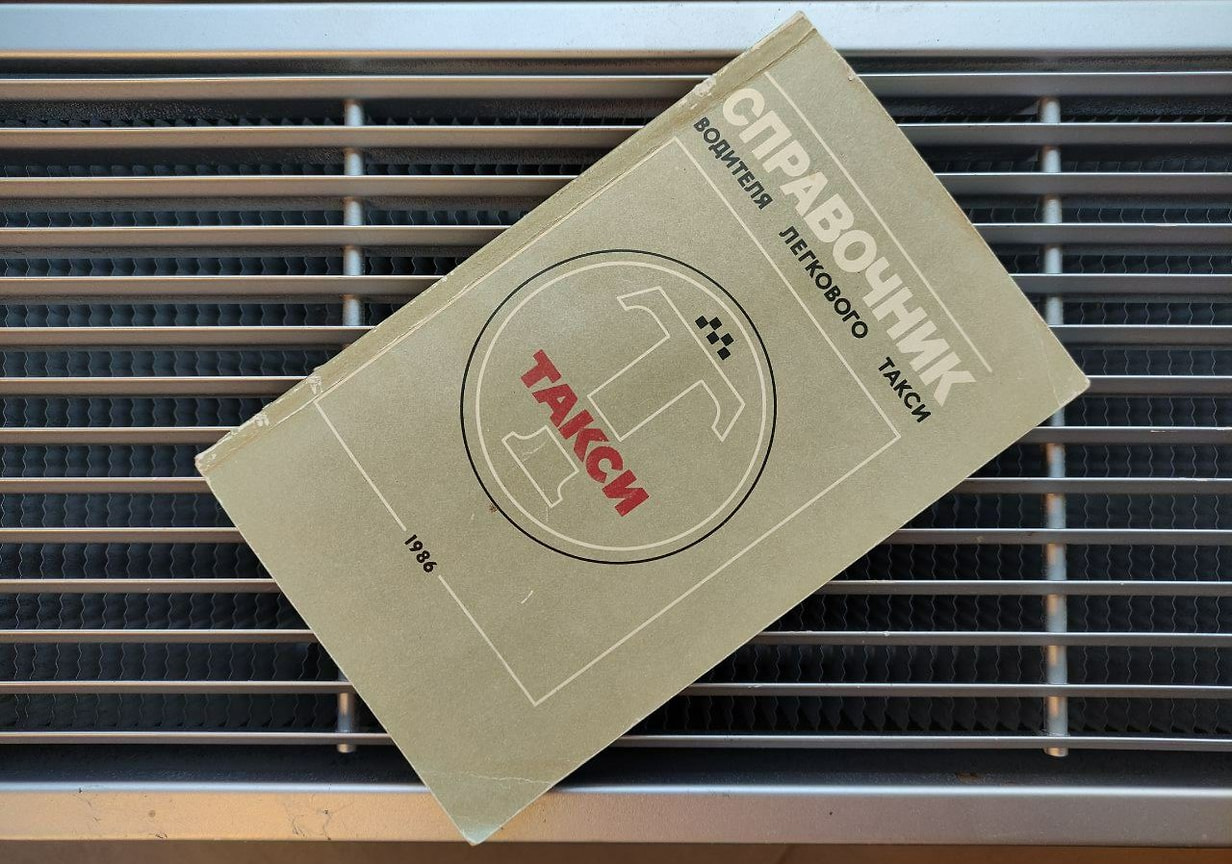 СПРАВОЧНИК
ВОДИТЕЛЯ ЛЕГКОВОГО ТАКСИ
Т
ТАКСИ
1986